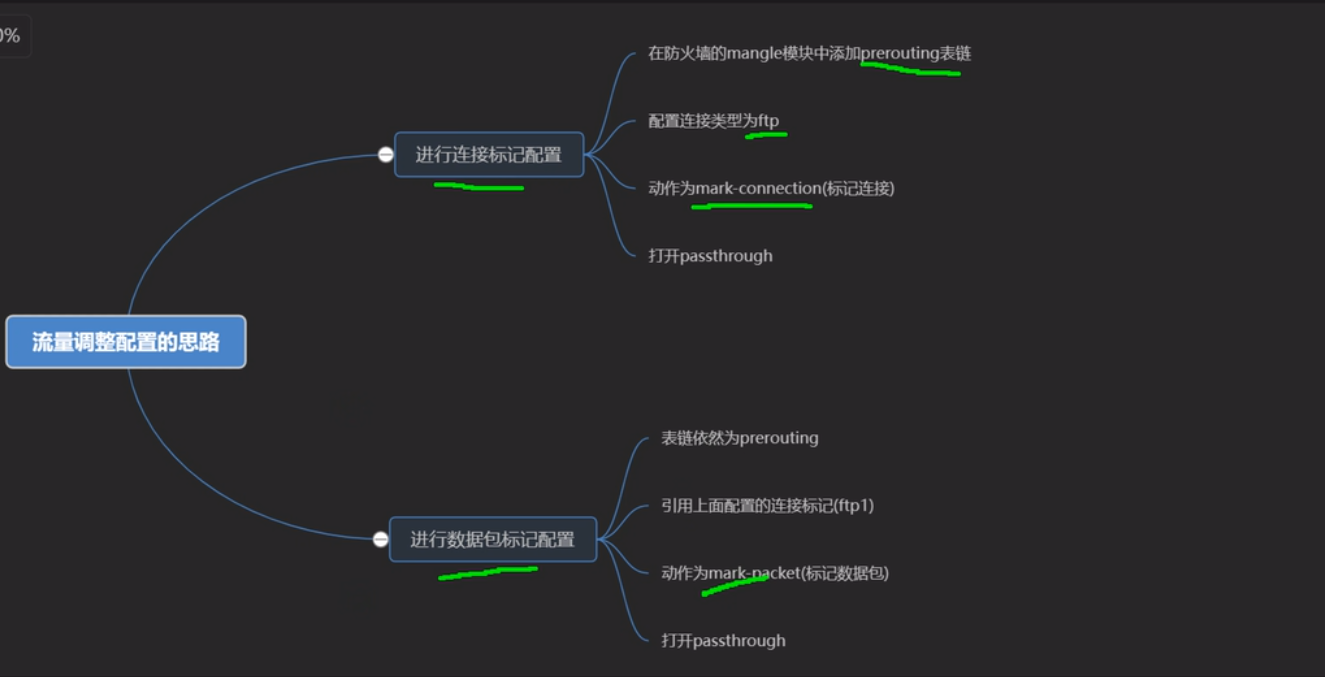 0%
在防火墙的mangle模块中添加prerouting表链
配置连接类型为ftp
进行连接标记配置
动作为mark-connection(标记连接)
打开passthrough
流量调整配置的思路
表链依然为prerouting
引用上面配置的连接标记(ftp1)
进行数据包标记配置
动作为mark-packet(标记数据包)
打开passthrough